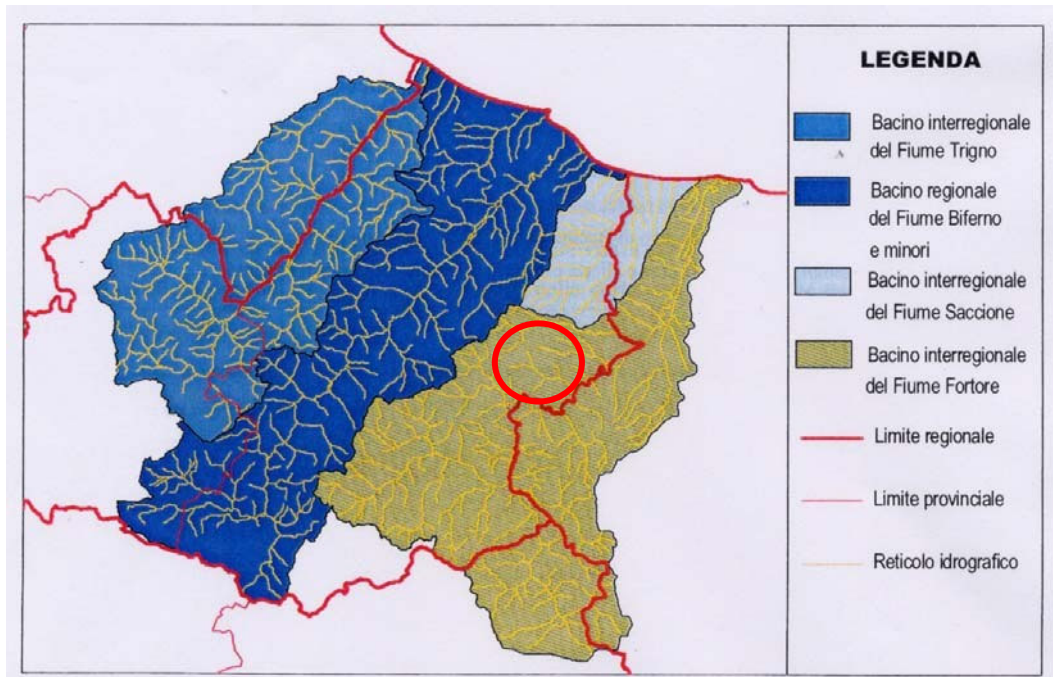 LEGENDA
Bacino interregionale
del Fiume Trigno
Bacino regionale
del Fiume Biferno
e minori
Bacino interregionale
del Fiume Saccione
Bacino interregionale
del Fiume Fortore
Limite regionale
Limite provinciale
Reticolo idrografico